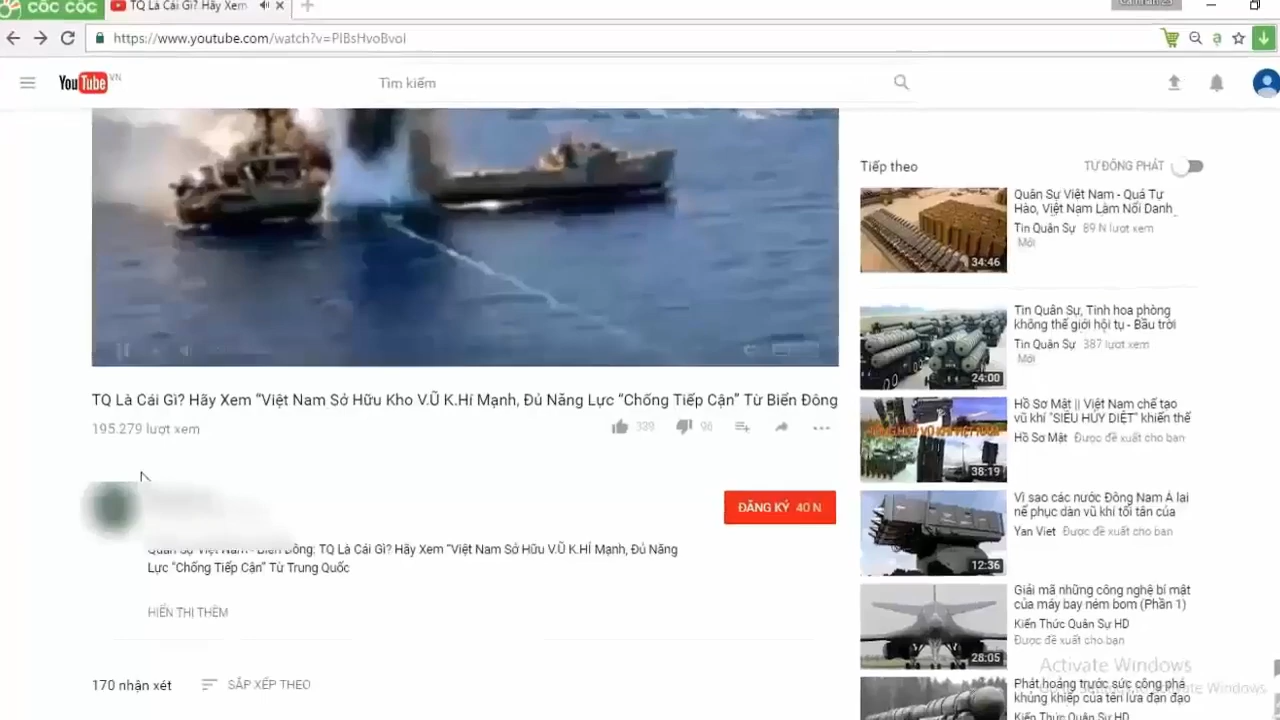 CỐC CỐC
TQ Là Cái Gì? Hãy Xem
https://www.youtube.com/watch?v=PlBsHvoBvoI
YouTube VN
Tìm kiếm
TQ Là Cái Gì? Hãy Xem “Việt Nam Sở Hữu Kho V.Ũ K.Hí Mạnh, Đủ Năng Lực “Chống Tiếp Cận” Từ Biển Đông
195.279 lượt xem
339
96
ĐĂNG KÝ 40 N
Quân Sự Việt Nam - Biển Đông: TQ Là Cái Gì? Hãy Xem “Việt Nam Sở Hữu V.Ũ K.HÍ Mạnh, Đủ Năng
Lực “Chống Tiếp Cận” Từ Trung Quốc
HIỂN THỊ THÊM
170 nhận xét
SẮP XẾP THEO
Tiếp theo
TỰ ĐỘNG PHÁT
34:46
Quân Sự Việt Nam - Quá Tự
Hào, Việt Nam Làm Nổi Danh
Tin Quân Sự 89 N lượt xem
Mới
24:00
Tin Quân Sự, Tinh hoa phòng
không thế giới hội tụ - Bầu trời
Tin Quân Sự 387 lượt xem
Mới
38:19
Hồ Sơ Mật || Việt Nam chế tạo
vũ khí "SIÊU HỦY DIỆT" khiến thế
Hồ Sơ Mật Được đề xuất cho bạn
12:36
Vì sao các nước Đông Nam Á lại
nể phục dàn vũ khí tối tân của
Yan Viet Được đề xuất cho bạn
28:05
Giải mã những công nghệ bí mật
của máy bay ném bom (Phần 1)
Kiến Thức Quân Sự HD
Được đề xuất cho bạn
Phát hoảng trước sức công phá
khủng khiếp của tên lửa đạn đạo
Kiến Thức Quân Sự HD
Activate Windows